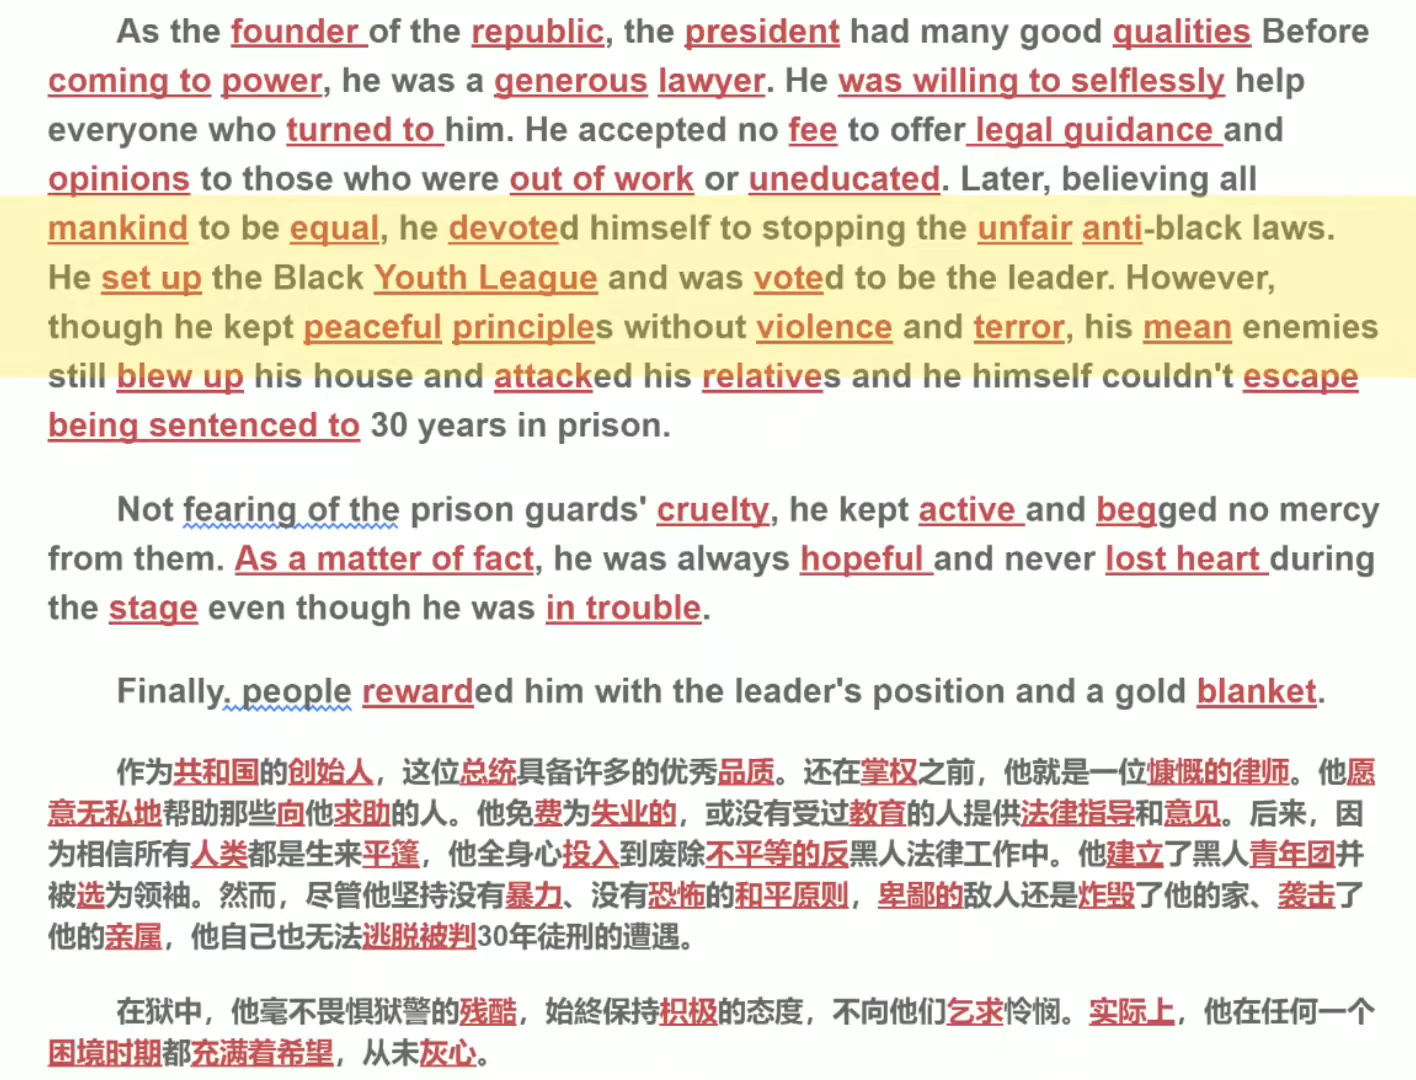 As the founder of the republic, the president had many good qualities Before
coming to power, he was a generous lawyer. He was willing to selflessly help
everyone who turned to him. He accepted no fee to offer legal guidance and
opinions to those who were out of work or uneducated. Later, believing all
mankind to be equal, he devoted himself to stopping the unfair anti-black laws.
He set up the Black Youth League and was voted to be the leader. However,
though he kept peaceful principles without violence and terror, his mean enemies
still blew up his house and attacked his relatives and he himself couldn't escape
being sentenced to 30 years in prison.
Not fearing of the prison guards' cruelty, he kept active and begged no mercy
from them. As a matter of fact, he was always hopeful and never lost heart during
the stage even though he was in trouble.
Finally. people rewarded him with the leader's position and a gold blanket.
作为共和国的创始人，这位总统具备许多的优秀品质。还在掌权之前，他就是一位慷慨的律师。他愿
意无私地帮助那些向他求助的人。他免费为失业的，或没有受过教育的人提供法律指导和意见。后来，因
为相信所有人类都是生来平篷，他全身心投入到废除不平等的反黑人法律工作中。他建立了黑人青年团并
被选为领袖。然而，尽管他坚持没有暴力、没有恐怖的和平原则，卑鄙的敌人还是炸毁了他的家、袭击了
他的亲属，他自己也无法逃脱被判30年徒刑的遭遇。
在狱中，他毫不畏惧狱警的残酷，始終保持枳极的态度，不向他们乞求怜悯。实际上，他在任何一个
困境时期都充满着希望，从未灰心。